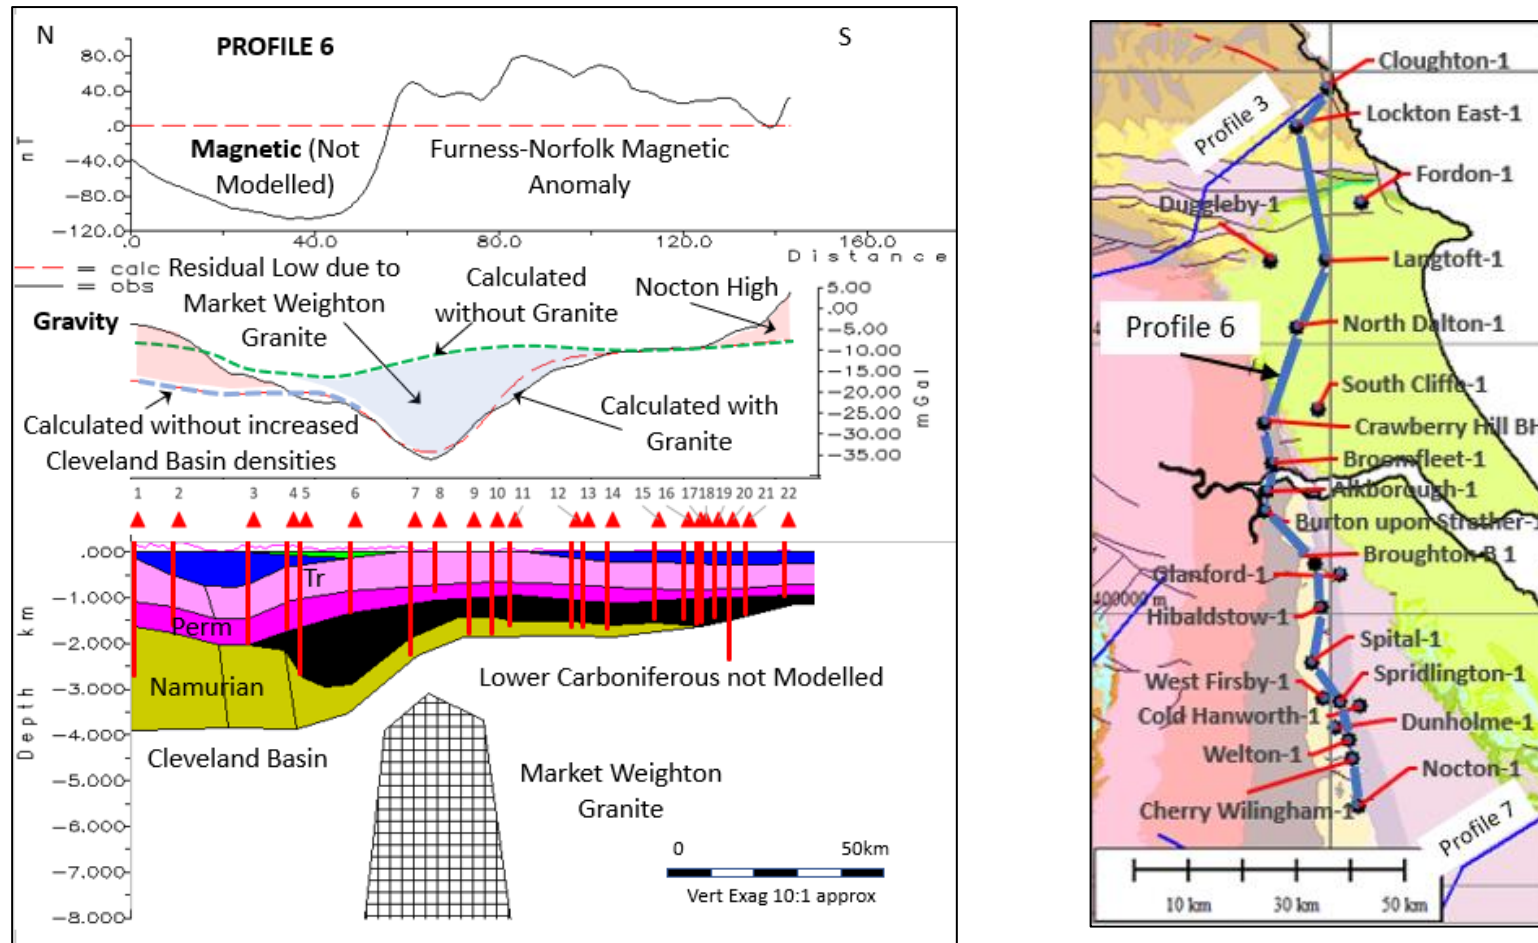 N
PROFILE 6
S
80.0
40.0
.0
-40.0
-80.0
-120.0
nT
Magnetic (Not
Modelled)
Furness-Norfolk Magnetic
Anomaly
.0
40.0
80.0
120.0
160.0
Distance
= calc
= obs
Residual Low due to
Market Weighton
Granite
Calculated
without Granite
Nocton High
Gravity
5.00
.00
-5.00
-10.00
-15.00
-20.00
-25.00
-30.00
-35.00
mGal
Calculated without increased
Cleveland Basin densities
Calculated with
Granite
1 2 3 4 5 6 7 8 9 10 11 12 13 14 15 16 17 18 19 20 21 22
.000
-1.000
-2.000
-3.000
-4.000
-5.000
-6.000
-7.000
-8.000
Depth km
Tr
Perm
Namurian
Lower Carboniferous not Modelled
Cleveland Basin
Market Weighton
Granite
0 50km
Vert Exag 10:1 approx
Cloughton-1
Profile 3
Lockton East-1
Fordon-1
Duggleby-1
Langtoft-1
Profile 6
North Dalton-1
South Cliffe-1
Crawberry Hill BH
Broomfleet-1
Alkborough-1
Burton upon Strather-1
Broughton-B 1
Glanford-1
400000 m
Hibaldstow-1
Spital-1
West Firsby-1
Spridlington-1
Cold Hanworth-1
Dunholme-1
Welton-1
Nocton-1
Cherry Wilingham-1
Profile 7
10 km 30 km 50 km